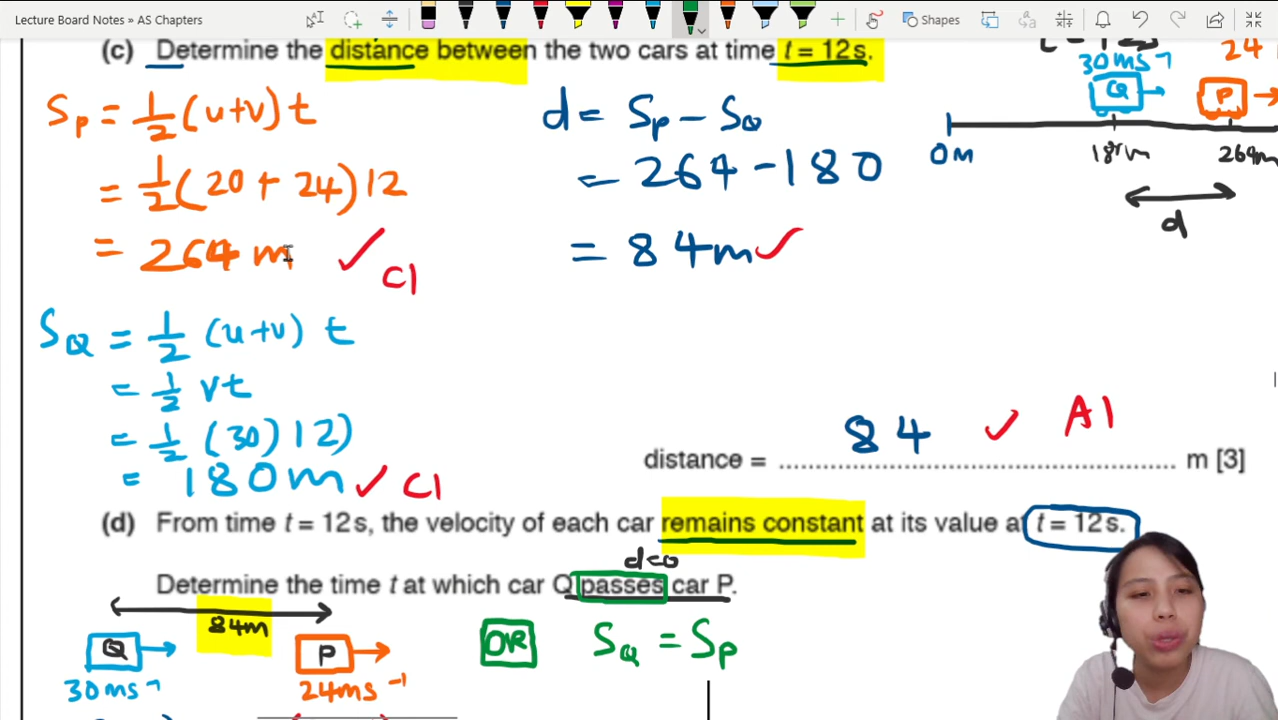 Lecture Board Notes » AS Chapters
Shapes
(c) Determine the distance between the two cars at time t = 12s.
30ms⁻¹
24
Q
P
0m
264m
d
Sp = 1/2 (u+v) t
= 1/2 (20 + 24) 12
= 264 m ✓ C1
d = Sp - SQ
= 264 - 180
= 84m ✓
SQ = 1/2 (u+v) t
= 1/2 vt
= 1/2 (30) 12)
= 180m ✓ C1
84 ✓ A1
distance = ........................................ m [3]
(d) From time t = 12s, the velocity of each car remains constant at its value at t = 12s.
d=0
Determine the time t at which car Q passes car P.
84m
Q
P
30ms⁻¹
24ms⁻¹
OR
SQ = Sp